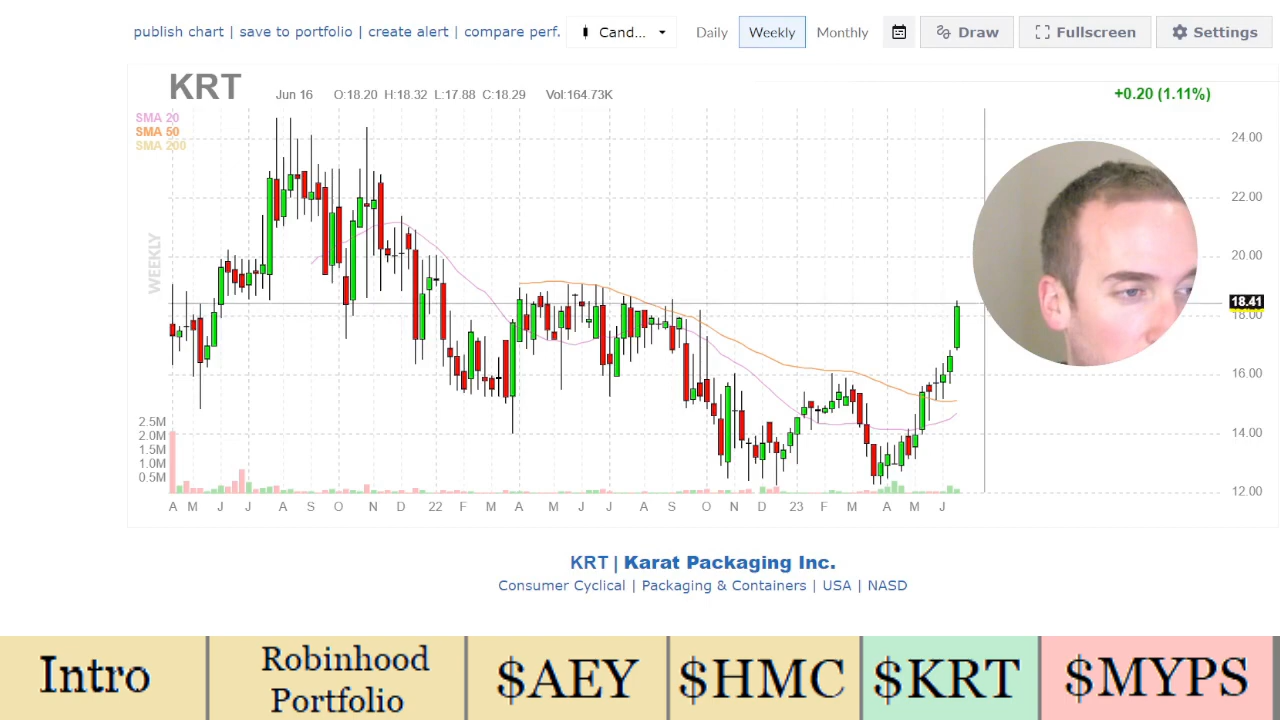 publish chart | save to portfolio | create alert | compare perf. Cand... Daily Weekly Monthly Draw Fullscreen Settings
KRT Jun 16 O:18.20 H:18.32 L:17.88 C:18.29 Vol:164.73K +0.20 (1.11%)
SMA 20
SMA 50
SMA 200
WEEKLY
24.00
22.00
20.00
18.41
18.00
16.00
14.00
12.00
2.5M
2.0M
1.5M
1.0M
0.5M
A M J J A S O N D 22 F M A M J J A S O N D 23 F M A M J
KRT | Karat Packaging Inc.
Consumer Cyclical | Packaging & Containers | USA | NASD
Intro
Robinhood
Portfolio
$AEY
$HMC
$KRT
$MYPS